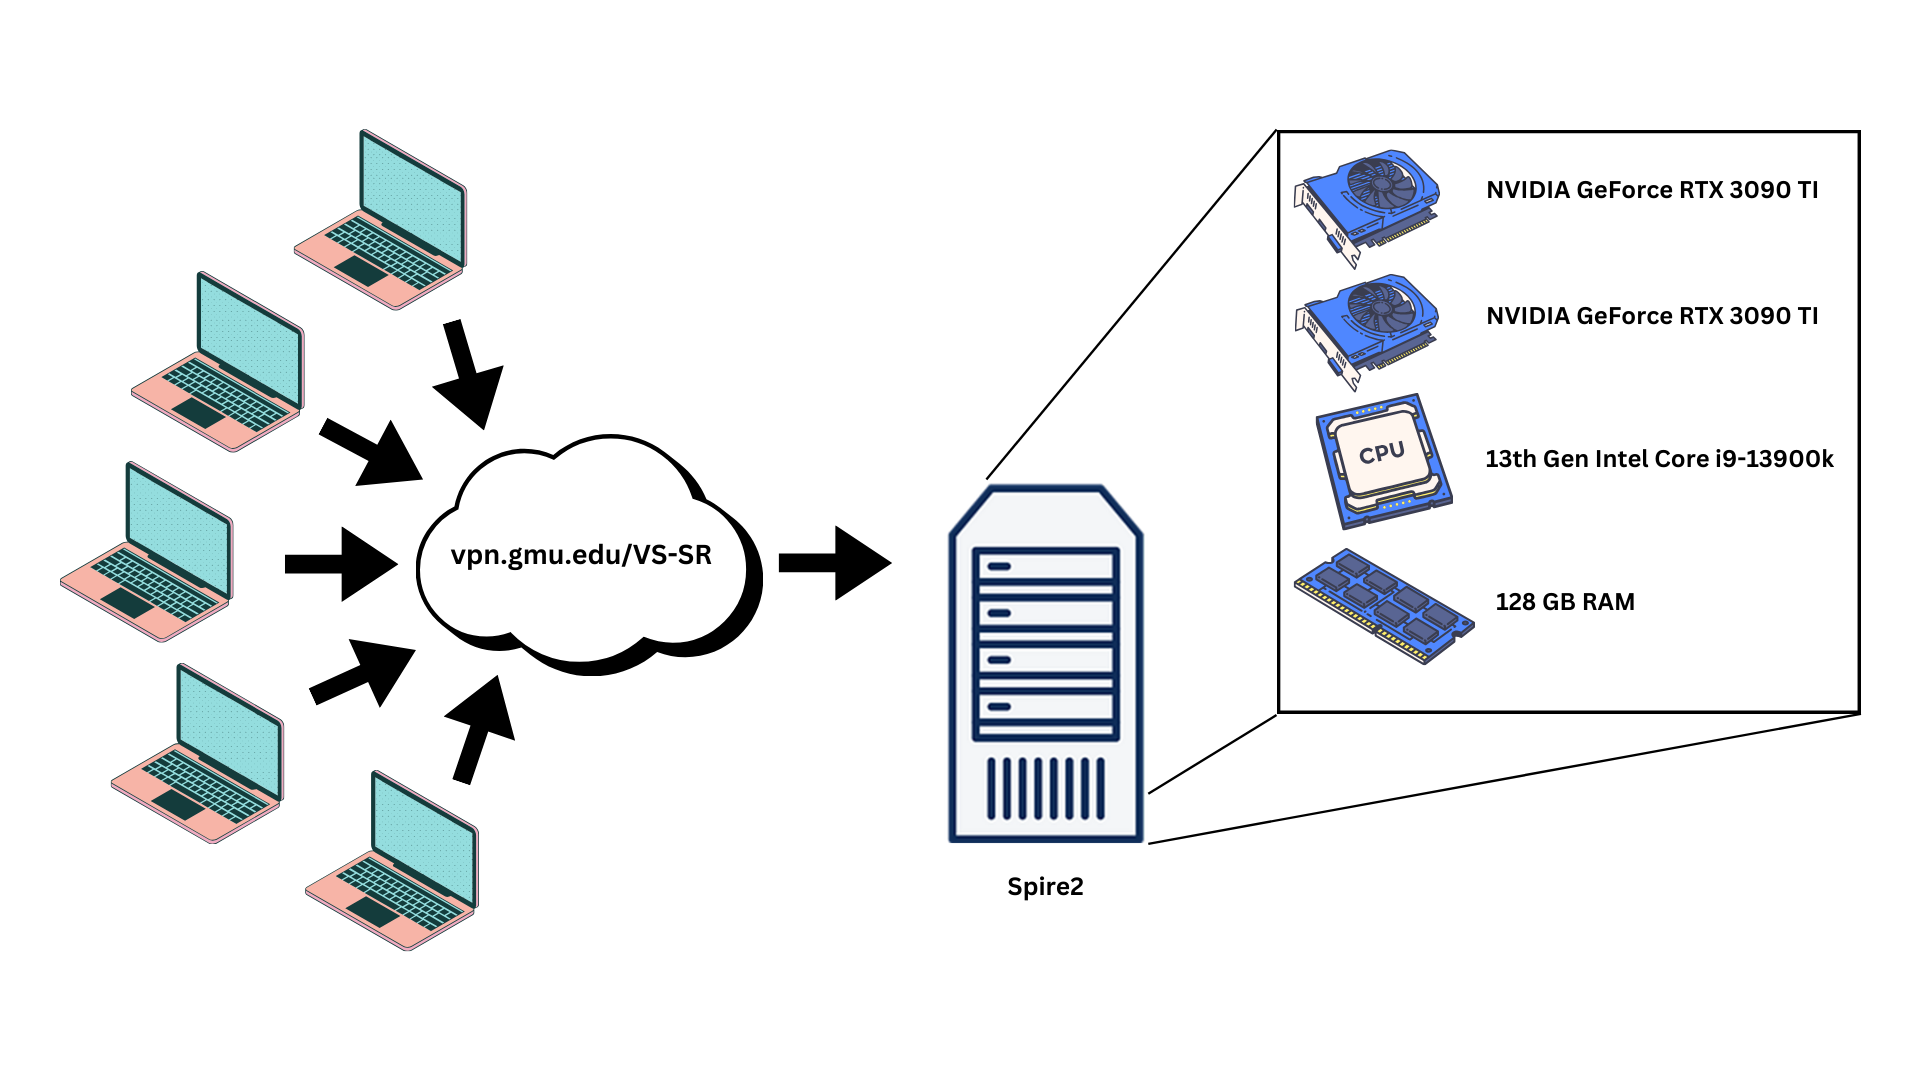 vpn.gmu.edu/VS-SR
Spire2
NVIDIA GeForce RTX 3090 TI
NVIDIA GeForce RTX 3090 TI
CPU
13th Gen Intel Core i9-13900k
128 GB RAM